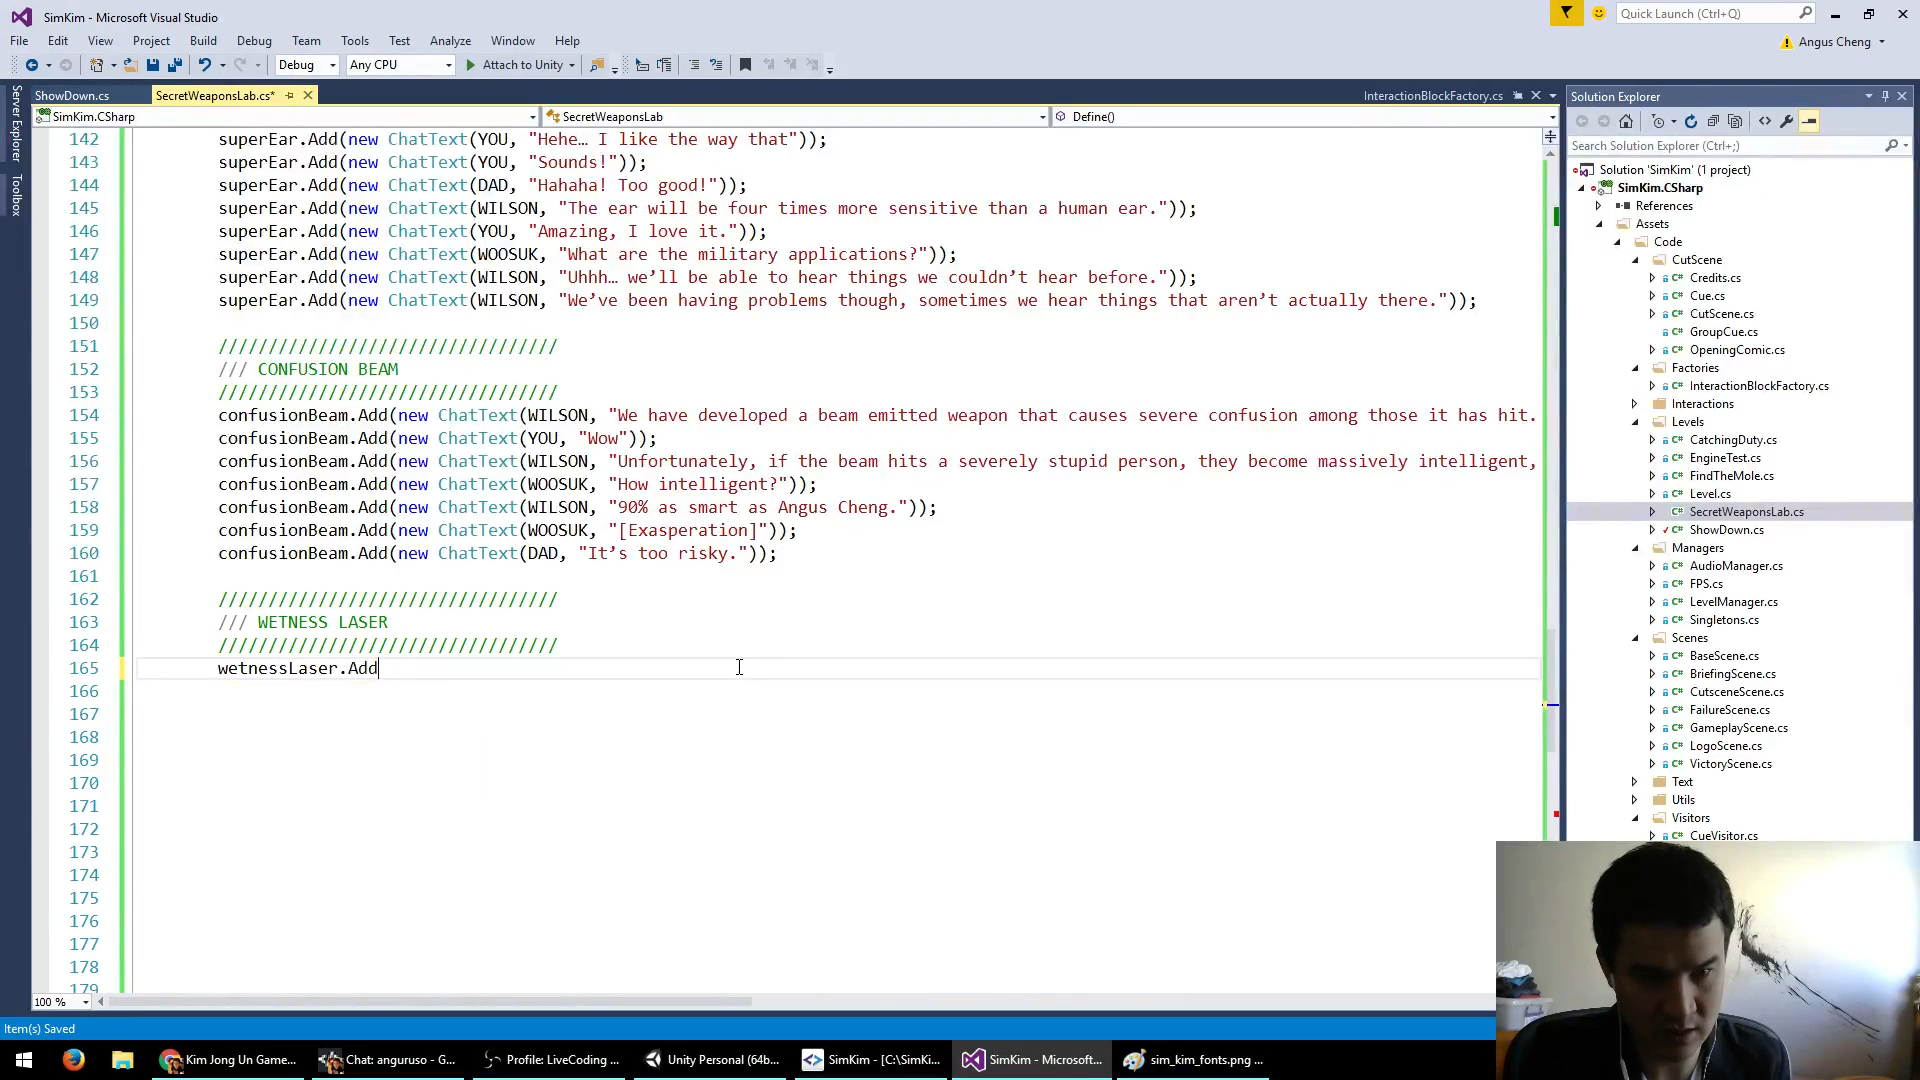 SimKim - Microsoft Visual Studio
Quick Launch (Ctrl+Q)
File Edit View Project Build Debug Team Tools Test Analyze Window Help
Angus Cheng
Debug Any CPU Attach to Unity
Server Explorer
Toolbox
ShowDown.cs SecretWeaponsLab.cs* InteractionBlockFactory.cs
SimKim.CSharp SecretWeaponsLab Define()
142 superEar.Add(new ChatText(YOU, "Hehe… I like the way that"));
143 superEar.Add(new ChatText(YOU, "Sounds!"));
144 superEar.Add(new ChatText(DAD, "Hahaha! Too good!"));
145 superEar.Add(new ChatText(WILSON, "The ear will be four times more sensitive than a human ear."));
146 superEar.Add(new ChatText(YOU, "Amazing, I love it."));
147 superEar.Add(new ChatText(WOOSUK, "What are the military applications?"));
148 superEar.Add(new ChatText(WILSON, "Uhhh… we’ll be able to hear things we couldn’t hear before."));
149 superEar.Add(new ChatText(WILSON, "We’ve been having problems though, sometimes we hear things that aren’t actually there."));
150
151 //////////////////////////////////
152 /// CONFUSION BEAM
153 //////////////////////////////////
154 confusionBeam.Add(new ChatText(WILSON, "We have developed a beam emitted weapon that causes severe confusion among those it has hit.
155 confusionBeam.Add(new ChatText(YOU, "Wow"));
156 confusionBeam.Add(new ChatText(WILSON, "Unfortunately, if the beam hits a severely stupid person, they become massively intelligent,
157 confusionBeam.Add(new ChatText(WOOSUK, "How intelligent?"));
158 confusionBeam.Add(new ChatText(WILSON, "90% as smart as Angus Cheng."));
159 confusionBeam.Add(new ChatText(WOOSUK, "[Exasperation]"));
160 confusionBeam.Add(new ChatText(DAD, "It’s too risky."));
161
162 //////////////////////////////////
163 /// WETNESS LASER
164 //////////////////////////////////
165 wetnessLaser.Add
166
167
168
169
170
171
172
173
174
175
176
177
178
179
100 %
Solution Explorer
Search Solution Explorer (Ctrl+;)
Solution 'SimKim' (1 project)
SimKim.CSharp
References
Assets
Code
CutScene
Credits.cs
Cue.cs
CutScene.cs
GroupCue.cs
OpeningComic.cs
Factories
InteractionBlockFactory.cs
Interactions
Levels
CatchingDuty.cs
EngineTest.cs
FindTheMole.cs
Level.cs
SecretWeaponsLab.cs
ShowDown.cs
Managers
AudioManager.cs
FPS.cs
LevelManager.cs
Singletons.cs
Scenes
BaseScene.cs
BriefingScene.cs
CutsceneScene.cs
FailureScene.cs
GameplayScene.cs
LogoScene.cs
VictoryScene.cs
Text
Utils
Visitors
CueVisitor.cs
Item(s) Saved
Kim Jong Un Game... Chat: anguruso - G... Profile: LiveCoding ... Unity Personal (64b... SimKim - [C:\SimKi... SimKim - Microsoft... sim_kim_fonts.png ...